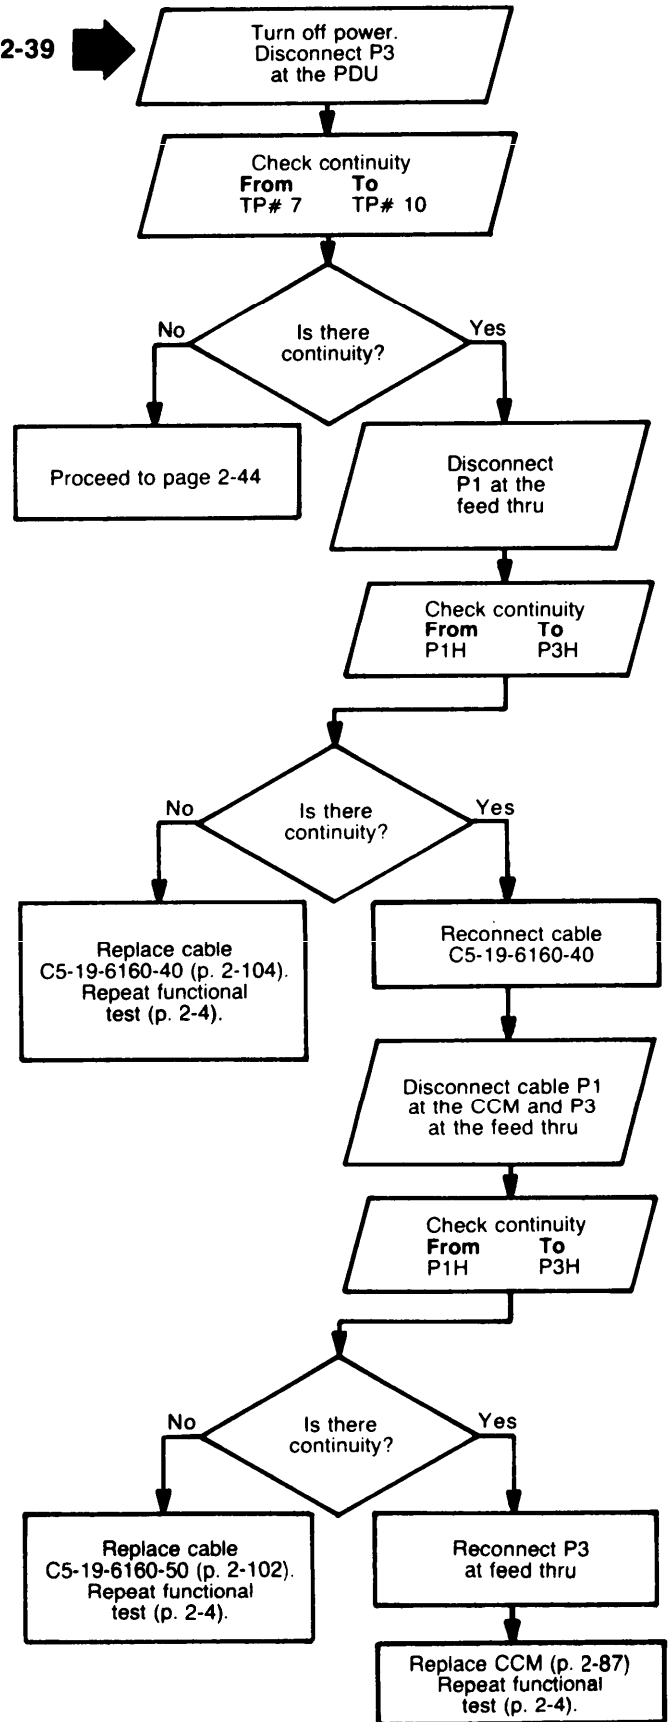 2-39
Turn off power.
Disconnect P3
at the PDU
Check continuity
From To
TP# 7 TP# 10
Is there
continuity?
No
Yes
Proceed to page 2-44
Disconnect
P1 at the
feed thru
Check continuity
From To
P1H P3H
Is there
continuity?
No
Yes
Replace cable
C5-19-6160-40 (p. 2-104).
Repeat functional
test (p. 2-4).
Reconnect cable
C5-19-6160-40
Disconnect cable P1
at the CCM and P3
at the feed thru
Check continuity
From To
P1H P3H
Is there
continuity?
No
Yes
Replace cable
C5-19-6160-50 (p. 2-102).
Repeat functional
test (p. 2-4).
Reconnect P3
at feed thru
Replace CCM (p. 2-87)
Repeat functional
test (p. 2-4).